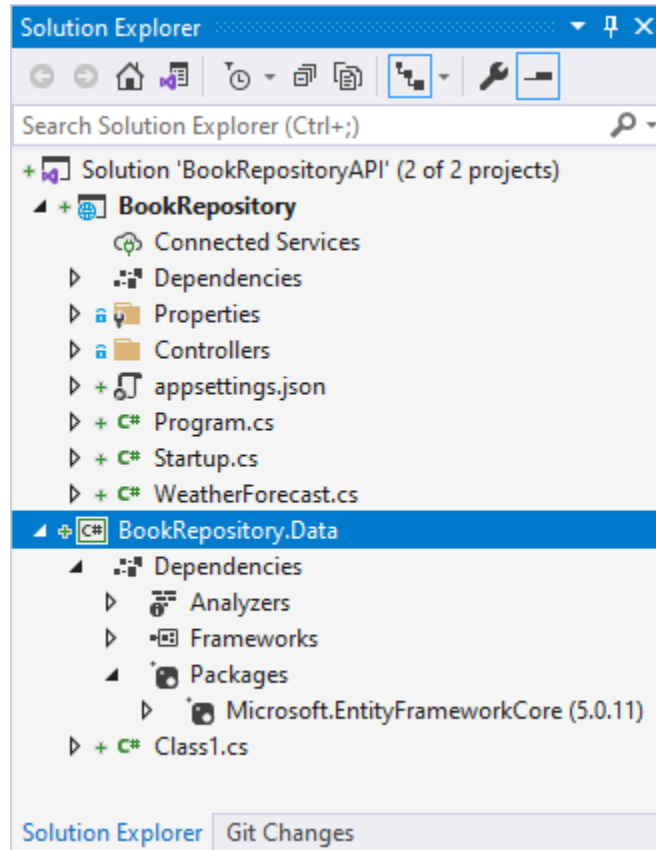 Solution Explorer
Search Solution Explorer (Ctrl+;)
Solution 'BookRepositoryAPI' (2 of 2 projects)
BookRepository
Connected Services
Dependencies
Properties
Controllers
appsettings.json
C# Program.cs
C# Startup.cs
C# WeatherForecast.cs
C# BookRepository.Data
Dependencies
Analyzers
Frameworks
Packages
Microsoft.EntityFrameworkCore (5.0.11)
C# Class1.cs
Solution Explorer Git Changes